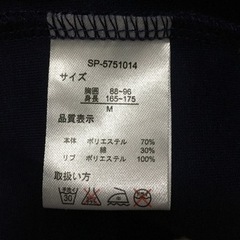 SP-5751014
サイズ
胸囲 88-96
身長 165-175
M
品質表示
本体 ポリエステル 70%
綿 30%
リブ ポリエステル 100%
取扱い方
30